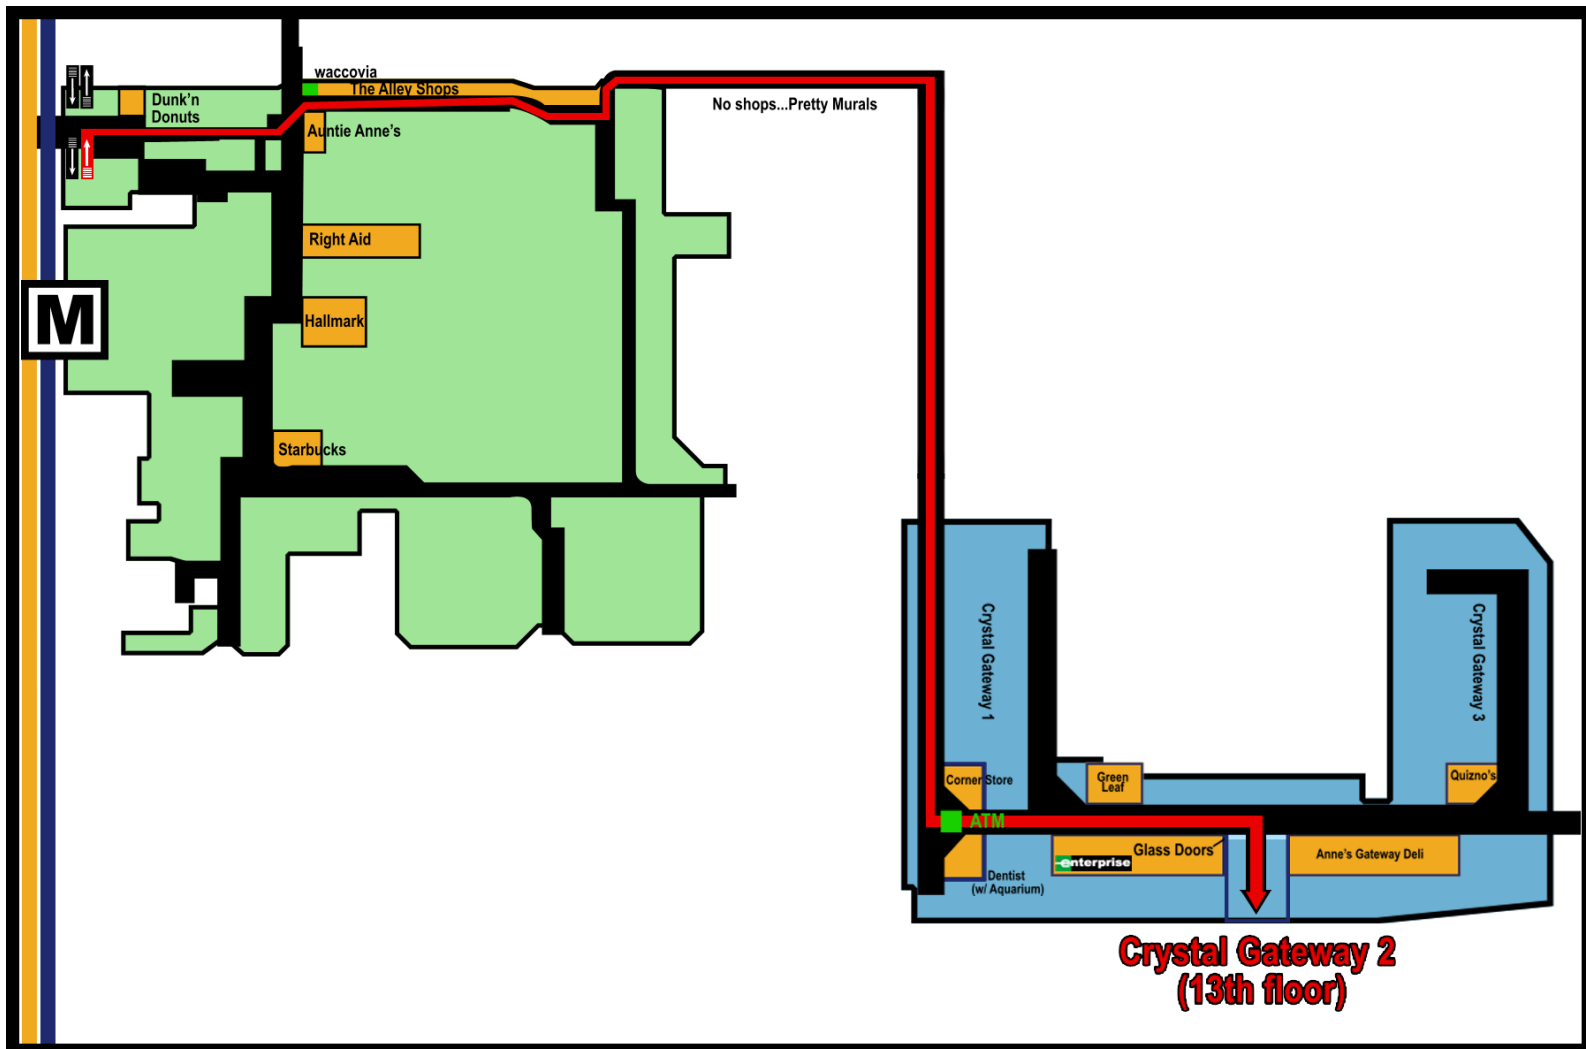 waccovia
The Alley Shops
Dunk'n
Donuts
No shops...Pretty Murals
Auntie Anne's
Right Aid
M
Hallmark
Starbucks
Crystal Gateway 1
Crystal Gateway 3
Corner Store
Green
Leaf
Quizno's
ATM
Glass Doors
enterprise
Anne's Gateway Deli
Dentist
(w/ Aquarium)
Crystal Gateway 2
(13th floor)